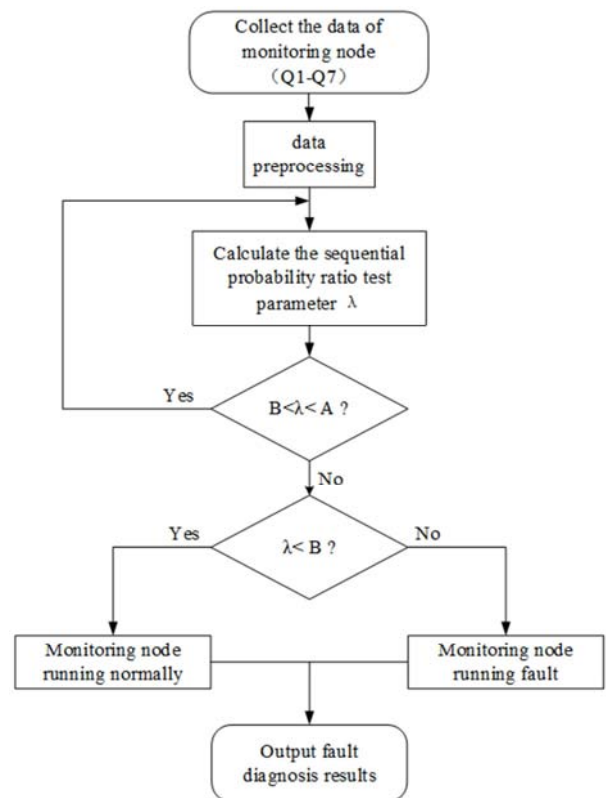 Collect the data of
monitoring node
（Q1-Q7）
data
preprocessing
Calculate the sequential
probability ratio test
parameter λ
Yes
B<λ< A ?
No
Yes
λ< B ?
No
Monitoring node
running normally
Monitoring node
running fault
Output fault
diagnosis results